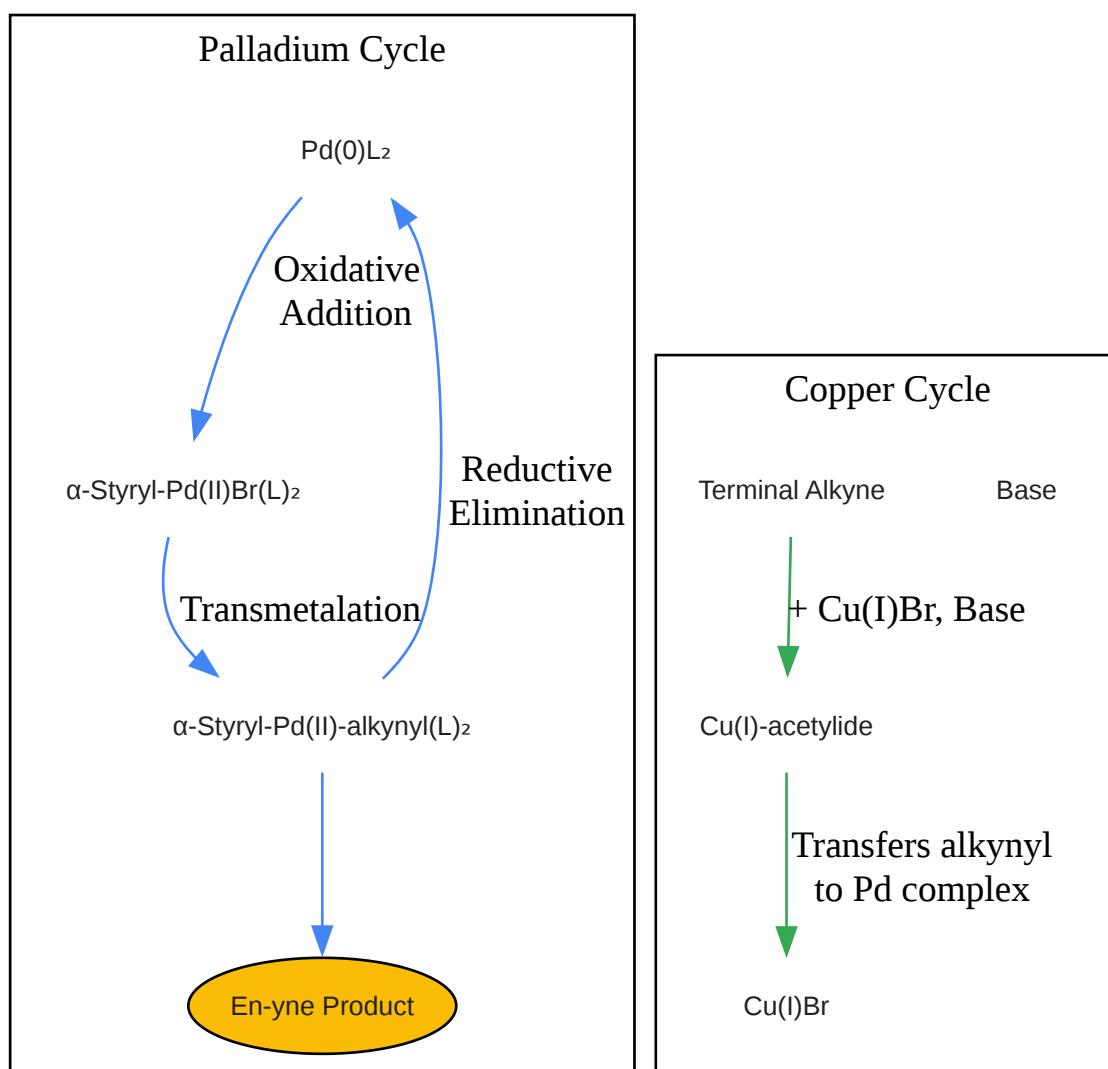 Palladium Cycle
Pd(0)L₂
Oxidative
Addition
α-Styryl-Pd(II)Br(L)₂
Reductive
Elimination
Transmetalation
α-Styryl-Pd(II)-alkynyl(L)₂
En-yne Product
Copper Cycle
Terminal Alkyne
Base
+ Cu(I)Br, Base
Cu(I)-acetylide
Transfers alkynyl
to Pd complex
Cu(I)Br